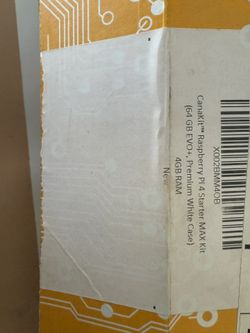 X002BMM4OB
CanaKit™ Raspberry Pi 4 Starter MAX Kit
(64 GB EVO+, Premium White Case)
4GB RAM
New